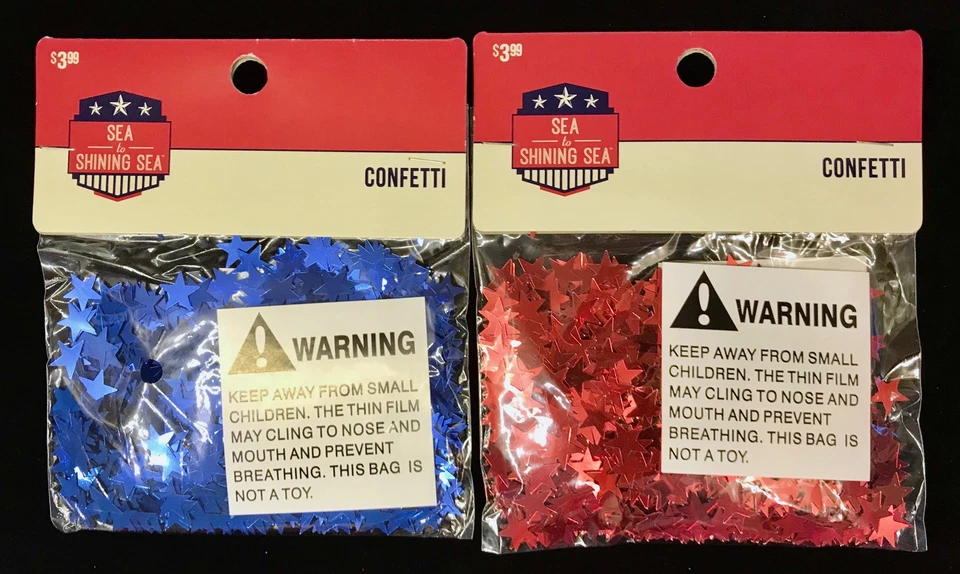 $3.99
SEA
to
SHINING SEA™
CONFETTI
WARNING
KEEP AWAY FROM SMALL
CHILDREN. THE THIN FILM
MAY CLING TO NOSE AND
MOUTH AND PREVENT
BREATHING. THIS BAG IS
NOT A TOY.
$3.99
SEA
to
SHINING SEA™
CONFETTI
WARNING
KEEP AWAY FROM SMALL
CHILDREN. THE THIN FILM
MAY CLING TO NOSE AND
MOUTH AND PREVENT
BREATHING. THIS BAG IS
NOT A TOY.